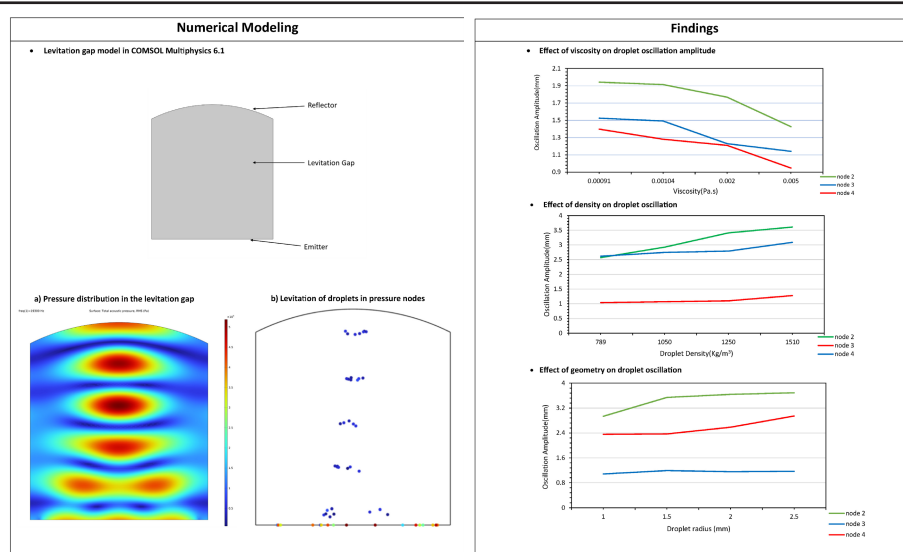 Numerical Modeling
• Levitation gap model in COMSOL Multiphysics 6.1
Reflector
Levitation Gap
Emitter
a) Pressure distribution in the levitation gap
b) Levitation of droplets in pressure nodes
Surface: Total acoustic pressure, RMS (Pa)
Findings
• Effect of viscosity on droplet oscillation amplitude
Oscillation Amplitude(mm)
2.1
1.9
1.7
1.5
1.3
1.1
0.9
0.00091 0.00104 0.002 0.005
Viscosity(Pa.s)
node 2
node 3
node 4
• Effect of density on droplet oscillation
Oscillation Amplitude(mm)
4
3.5
3
2.5
2
1.5
1
0.5
0
789 1050 1250 1510
Droplet Density(Kg/m³)
node 2
node 3
node 4
• Effect of geometry on droplet oscillation
Oscillation Amplitude(mm)
4
3.2
2.4
1.6
0.8
0
1 1.5 2 2.5
Droplet radius (mm)
node 2
node 3
node 4